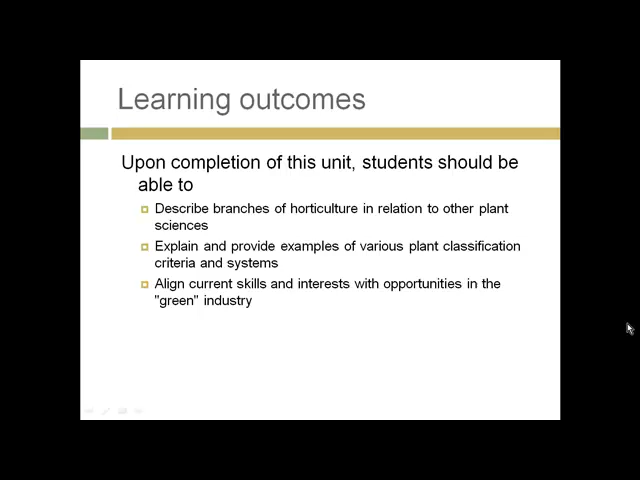 Learning outcomes
Upon completion of this unit, students should be
able to
Describe branches of horticulture in relation to other plant
sciences
Explain and provide examples of various plant classification
criteria and systems
Align current skills and interests with opportunities in the
"green" industry